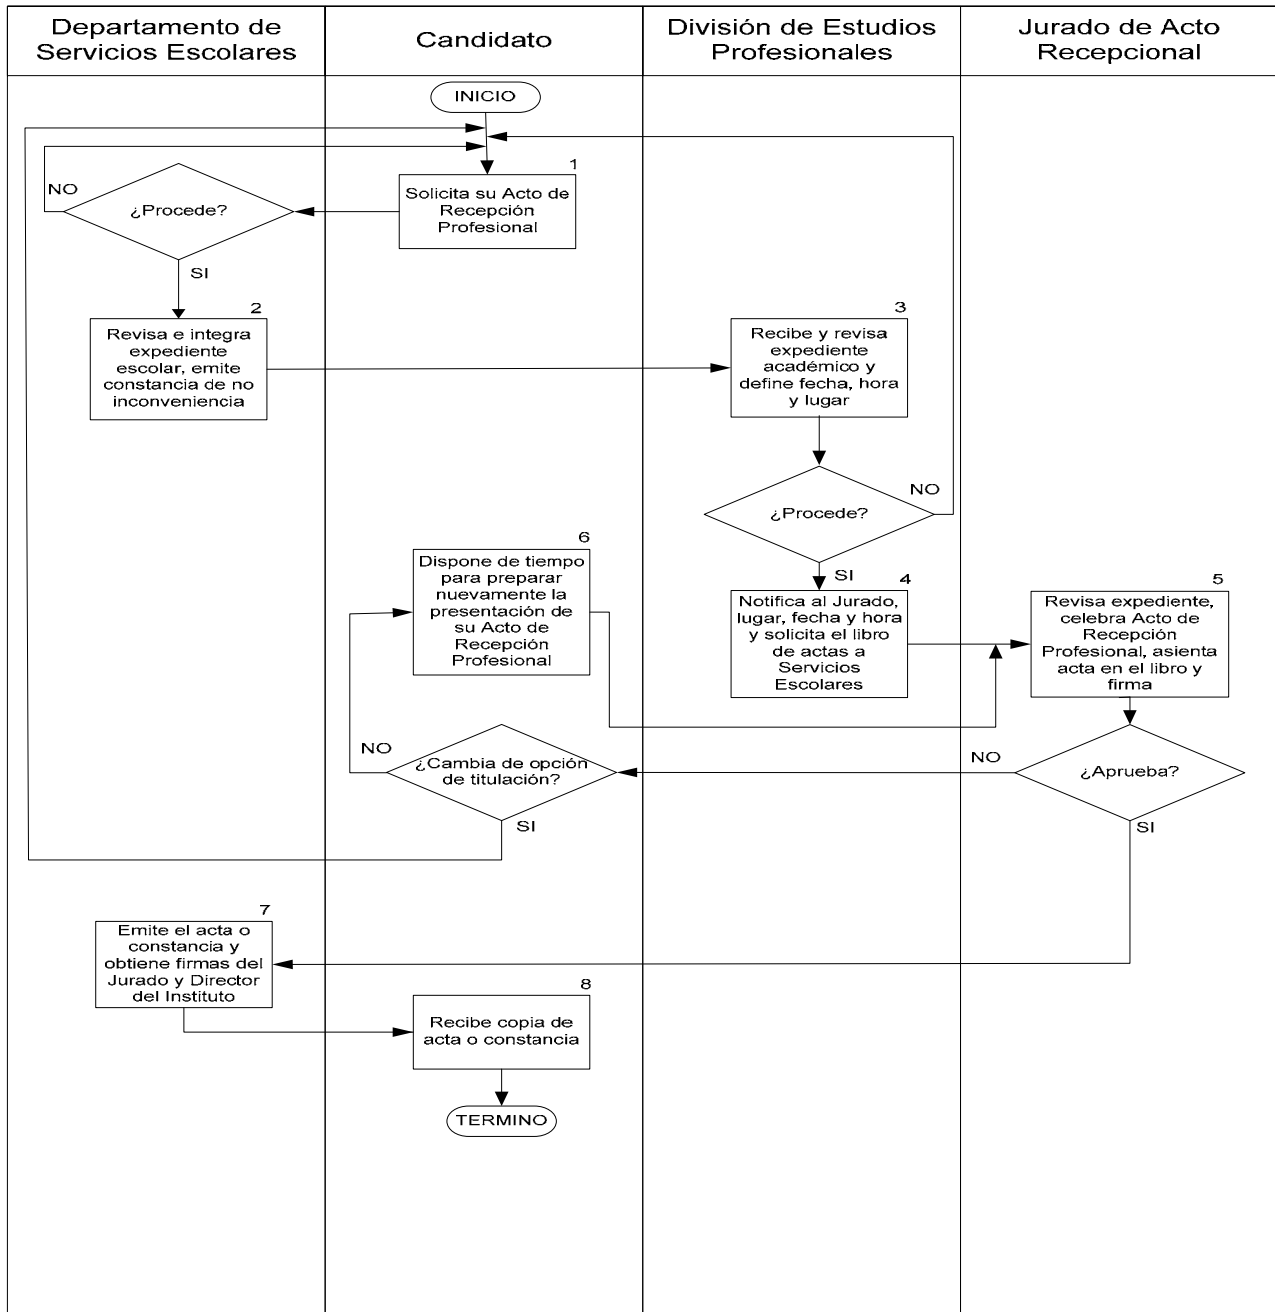 Departamento de
Servicios Escolares
Candidato
División de Estudios
Profesionales
Jurado de Acto
Recepcional
INICIO
1
Solicita su Acto de
Recepción
Profesional
NO
¿Procede?
SI
2
Revisa e integra
expediente
escolar, emite
constancia de no
inconveniencia
3
Recibe y revisa
expediente
académico y
define fecha, hora
y lugar
NO
¿Procede?
SI
4
Notifica al Jurado,
lugar, fecha y hora
y solicita el libro
de actas a
Servicios
Escolares
5
Revisa expediente,
celebra Acto de
Recepción
Profesional, asienta
acta en el libro y
firma
6
Dispone de tiempo
para preparar
nuevamente la
presentación de
su Acto de
Recepción
Profesional
NO
¿Cambia de opción
de titulación?
SI
NO
¿Aprueba?
SI
7
Emite el acta o
constancia y
obtiene firmas del
Jurado y Director
del Instituto
8
Recibe copia de
acta o constancia
TERMINO